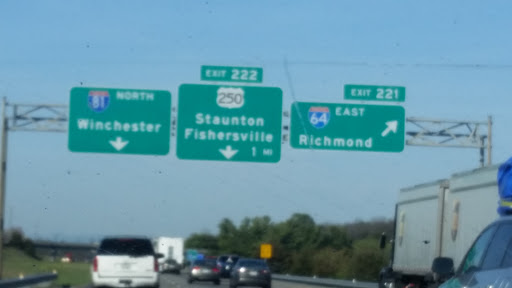 81 NORTH
Winchester
EXIT 222
250
Staunton
Fishersville
1 MI
EXIT 221
64 EAST
Richmond